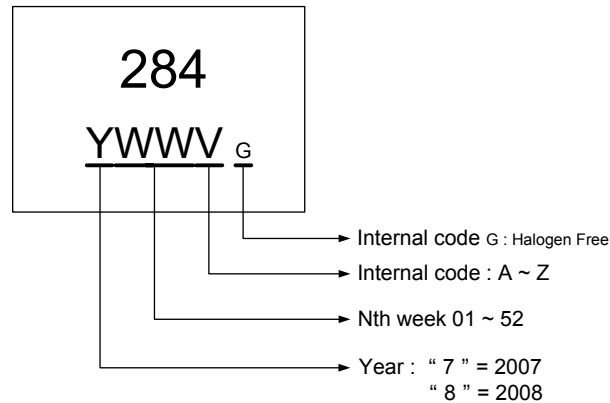 284
YWWV G
Internal code G : Halogen Free
Internal code : A ~ Z
Nth week 01 ~ 52
Year : “ 7 ” = 2007
“ 8 ” = 2008